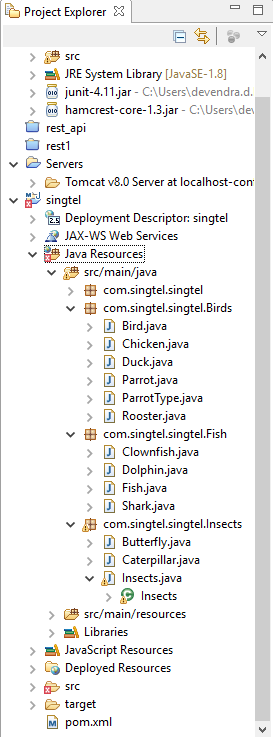 Project Explorer
src
JRE System Library [JavaSE-1.8]
junit-4.11.jar - C:\Users\devendra.d.
hamcrest-core-1.3.jar - C:\Users\dev
rest_api
rest1
Servers
Tomcat v8.0 Server at localhost-con
singtel
Deployment Descriptor: singtel
JAX-WS Web Services
Java Resources
src/main/java
com.singtel.singtel
com.singtel.singtel.Birds
Bird.java
Chicken.java
Duck.java
Parrot.java
ParrotType.java
Rooster.java
com.singtel.singtel.Fish
Clownfish.java
Dolphin.java
Fish.java
Shark.java
com.singtel.singtel.Insects
Butterfly.java
Caterpillar.java
Insects.java
Insects
src/main/resources
Libraries
JavaScript Resources
Deployed Resources
src
target
pom.xml